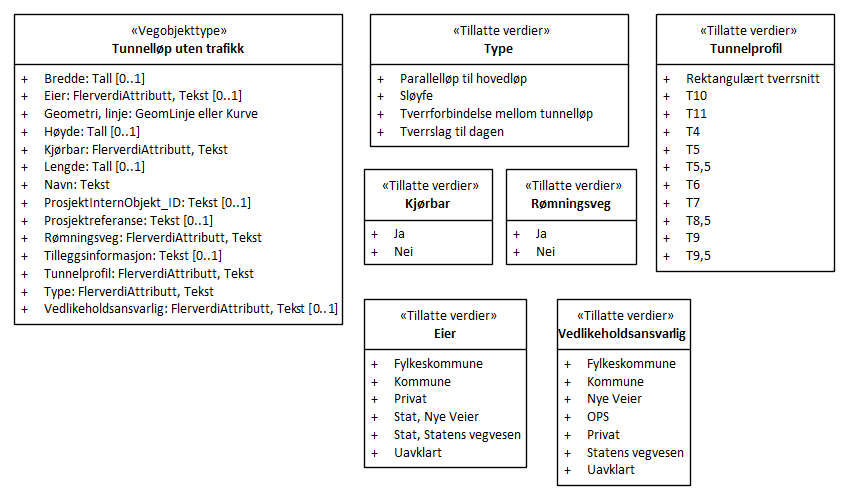 «Vegobjekttype»
Tunnelløp uten trafikk
+ Bredde: Tall [0..1]
+ Eier: FlerverdiAttributt, Tekst [0..1]
+ Geometri, linje: GeomLinje eller Kurve
+ Høyde: Tall [0..1]
+ Kjørbar: FlerverdiAttributt, Tekst
+ Lengde: Tall [0..1]
+ Navn: Tekst
+ ProsjektInternObjekt_ID: Tekst [0..1]
+ Prosjektreferanse: Tekst [0..1]
+ Rømningsveg: FlerverdiAttributt, Tekst
+ Tilleggsinformasjon: Tekst [0..1]
+ Tunnelprofil: FlerverdiAttributt, Tekst
+ Type: FlerverdiAttributt, Tekst
+ Vedlikeholdsansvarlig: FlerverdiAttributt, Tekst [0..1]
«Tillatte verdier»
Type
+ Parallelløp til hovedløp
+ Sløyfe
+ Tverrforbindelse mellom tunnelløp
+ Tverrslag til dagen
«Tillatte verdier»
Tunnelprofil
+ Rektangulært tverrsnitt
+ T10
+ T11
+ T4
+ T5
+ T5,5
+ T6
+ T7
+ T8,5
+ T9
+ T9,5
«Tillatte verdier»
Kjørbar
+ Ja
+ Nei
«Tillatte verdier»
Rømningsveg
+ Ja
+ Nei
«Tillatte verdier»
Eier
+ Fylkeskommune
+ Kommune
+ Privat
+ Stat, Nye Veier
+ Stat, Statens vegvesen
+ Uavklart
«Tillatte verdier»
Vedlikeholdsansvarlig
+ Fylkeskommune
+ Kommune
+ Nye Veier
+ OPS
+ Privat
+ Statens vegvesen
+ Uavklart